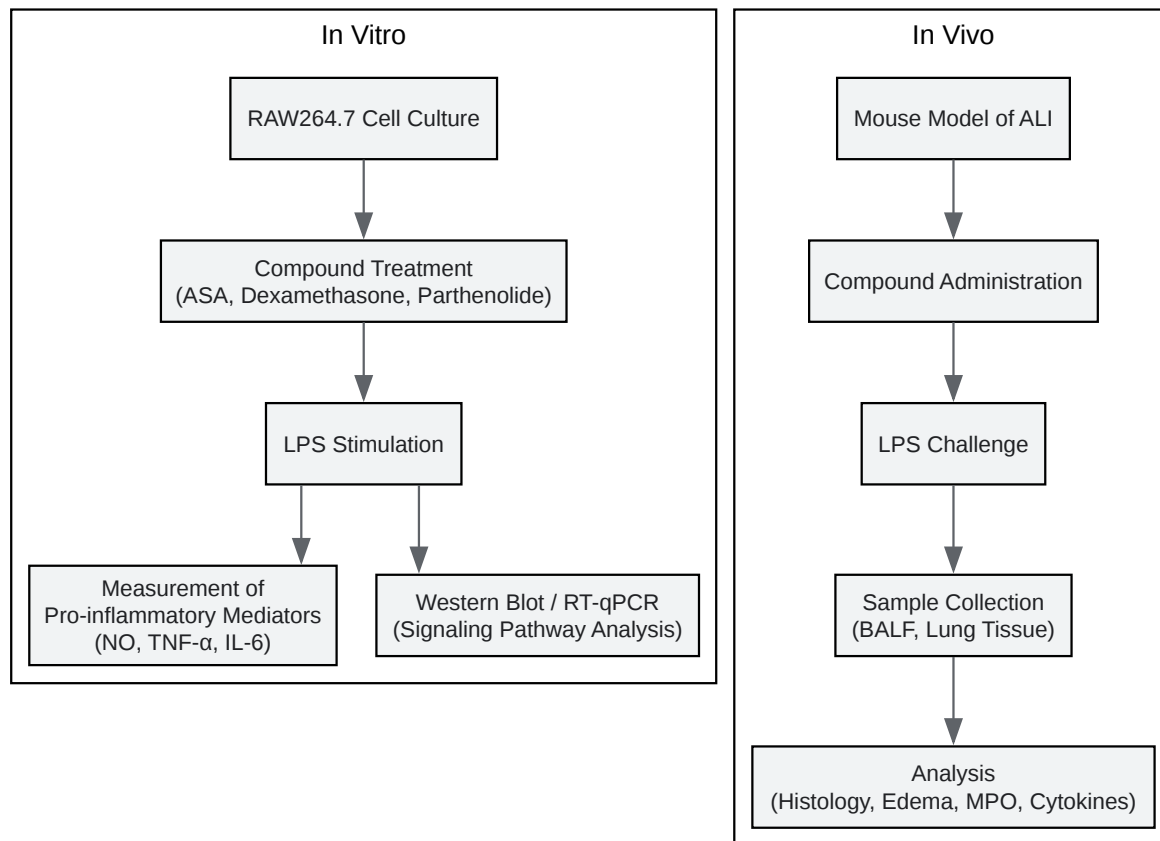 In Vitro
RAW264.7 Cell Culture
Compound Treatment
(ASA, Dexamethasone, Parthenolide)
LPS Stimulation
Measurement of
Pro-inflammatory Mediators
(NO, TNF-α, IL-6)
Western Blot / RT-qPCR
(Signaling Pathway Analysis)
In Vivo
Mouse Model of ALI
Compound Administration
LPS Challenge
Sample Collection
(BALF, Lung Tissue)
Analysis
(Histology, Edema, MPO, Cytokines)